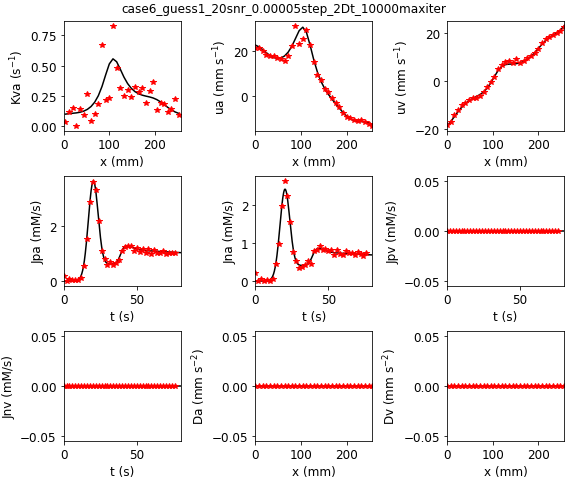 case6_guess1_20snr_0.00005step_2Dt_10000maxiter
Kva (s⁻¹)
0.75
0.50
0.25
0.00
0 100 200
x (mm)
ua (mm s⁻¹)
20
0
0 100 200
x (mm)
uv (mm s⁻¹)
20
0
−20
0 100 200
x (mm)
Jpa (mM/s)
2
0
0 50
t (s)
Jna (mM/s)
2
1
0
0 50
t (s)
Jpv (mM/s)
0.05
0.00
−0.05
0 50
t (s)
Jnv (mM/s)
0.05
0.00
−0.05
0 50
t (s)
Da (mm s⁻²)
0.05
0.00
−0.05
0 100 200
x (mm)
Dv (mm s⁻²)
0.05
0.00
−0.05
0 100 200
x (mm)